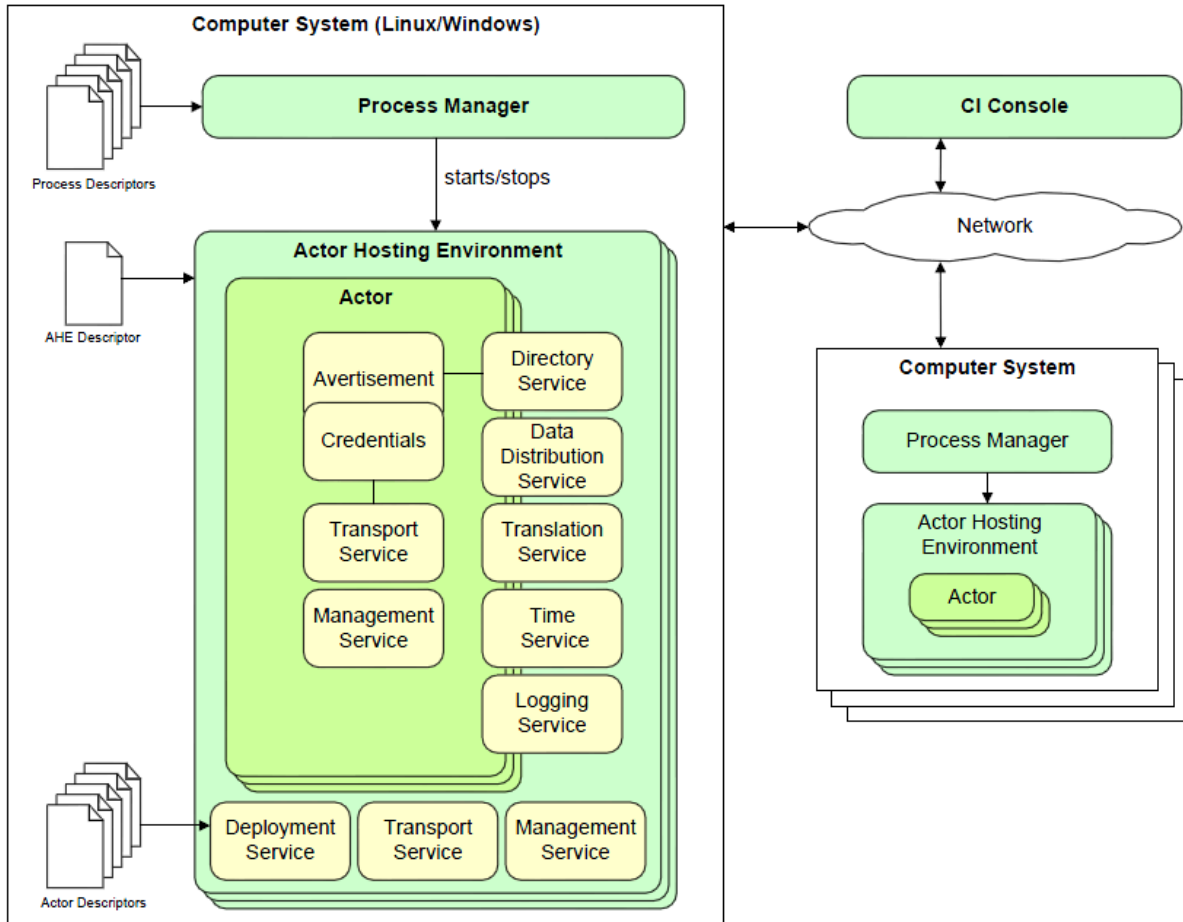 Computer System (Linux/Windows)
Process Manager
Process Descriptors
starts/stops
Actor Hosting Environment
AHE Descriptor
Actor
Avertisement
Directory
Service
Credentials
Data
Distribution
Service
Transport
Service
Translation
Service
Management
Service
Time
Service
Logging
Service
Deployment
Service
Transport
Service
Management
Service
Actor Descriptors
CI Console
Network
Computer System
Process Manager
Actor Hosting
Environment
Actor